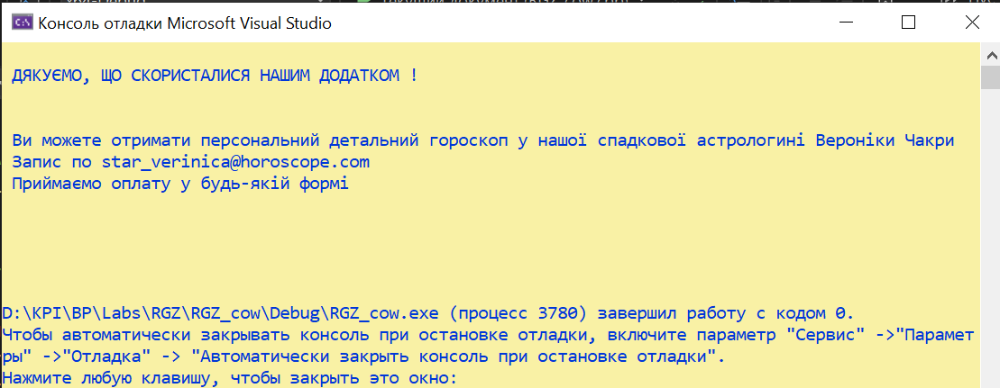 Консоль отладки Microsoft Visual Studio
ДЯКУЄМО, ЩО СКОРИСТАЛИСЯ НАШИМ ДОДАТКОМ !
Ви можете отримати персональний детальний гороскоп у нашої спадкової астрологині Вероніки Чакри
Запис по star_verinica@horoscope.com
Приймаємо оплату у будь-якій формі
D:\KPI\BP\Labs\RGZ\RGZ_cow\Debug\RGZ_cow.exe (процесс 3780) завершил работу с кодом 0.
Чтобы автоматически закрывать консоль при остановке отладки, включите параметр "Сервис" ->"Парамет
ры" ->"Отладка" -> "Автоматически закрыть консоль при остановке отладки".
Нажмите любую клавишу, чтобы закрыть это окно: